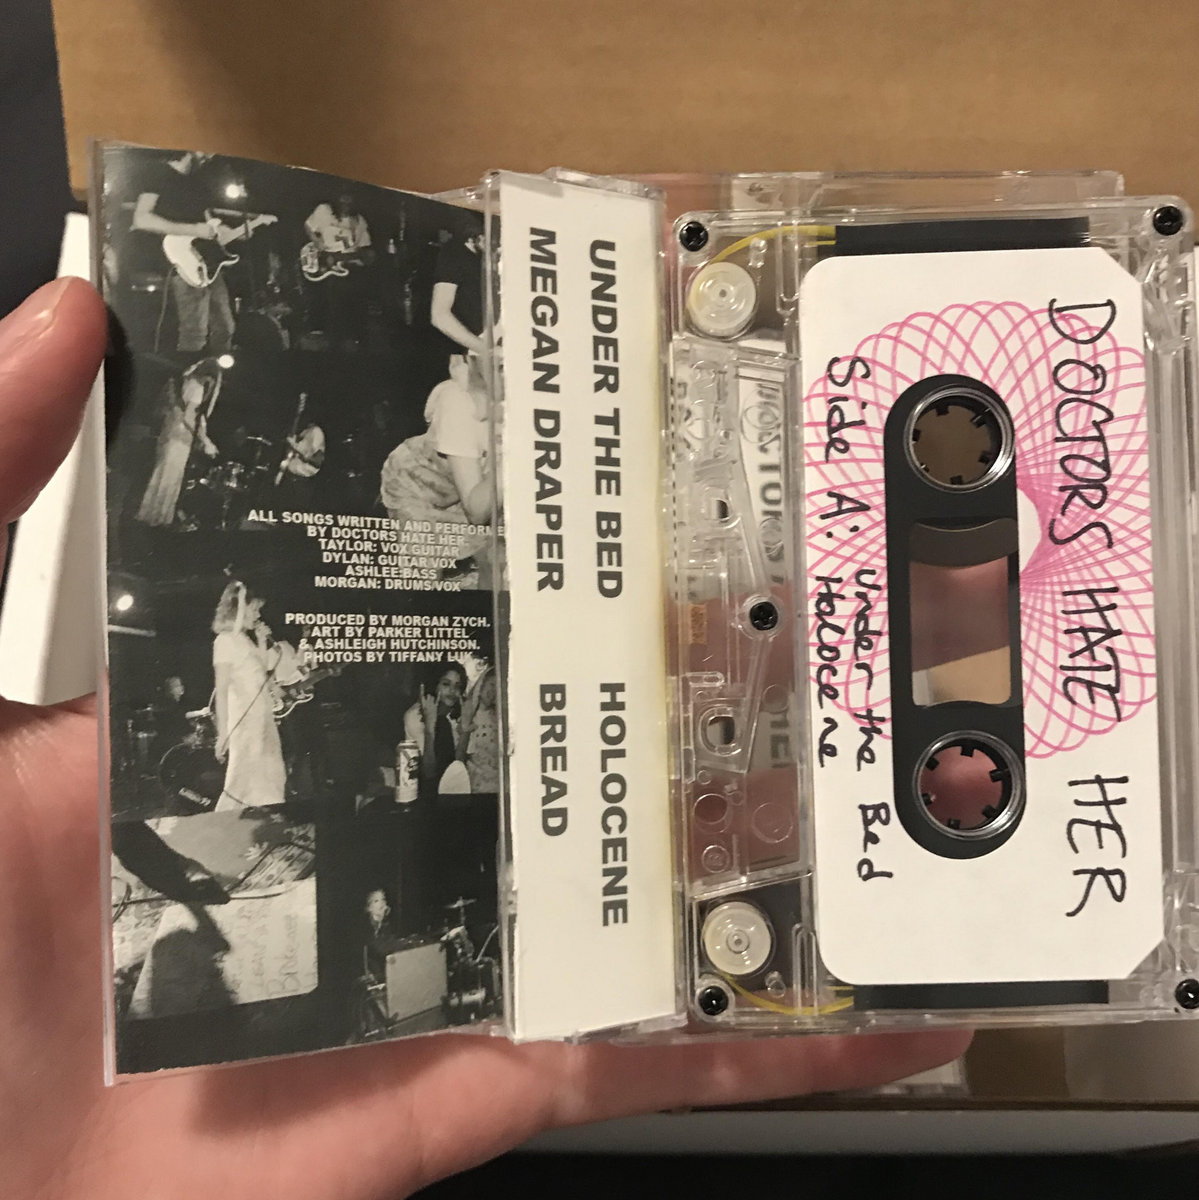 ALL SONGS WRITTEN AND PERFORME
BY DOCTORS HATE HER.
TAYLOR: VOX GUITAR
DYLAN: GUITAR VOX
ASHLEE:BASS
MORGAN: DRUMS/VOX
PRODUCED BY MORGAN ZYCH.
ART BY PARKER LITTEL
& ASHLEIGH HUTCHINSON.
PHOTOS BY TIFFANY LUK
UNDER THE BED HOLOCENE
MEGAN DRAPER BREAD
DOCTORS HATE HER
Side A: Under the Bed
Holocene